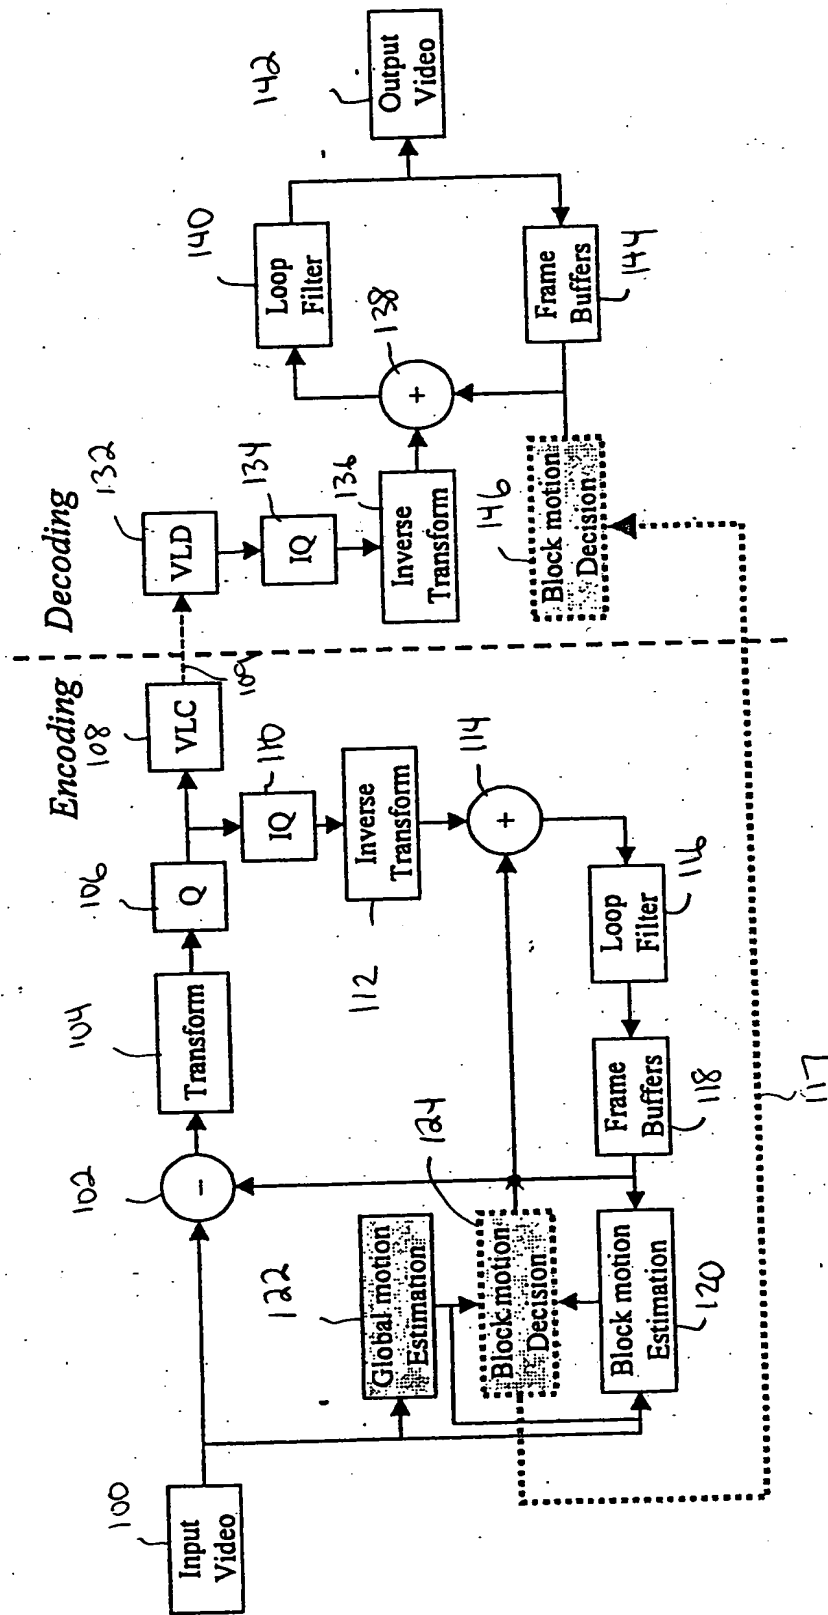 Encoding
Decoding
100
Input
Video
102
-
104
Transform
106
Q
108
VLC
109
110
IQ
112
Inverse
Transform
114
+
116
Loop
Filter
118
Frame
Buffers
120
Block motion
Estimation
122
Global motion
Estimation
124
Block motion
Decision
117
132
VLD
134
IQ
136
Inverse
Transform
138
+
140
Loop
Filter
142
Output
Video
144
Frame
Buffers
146
Block motion
Decision